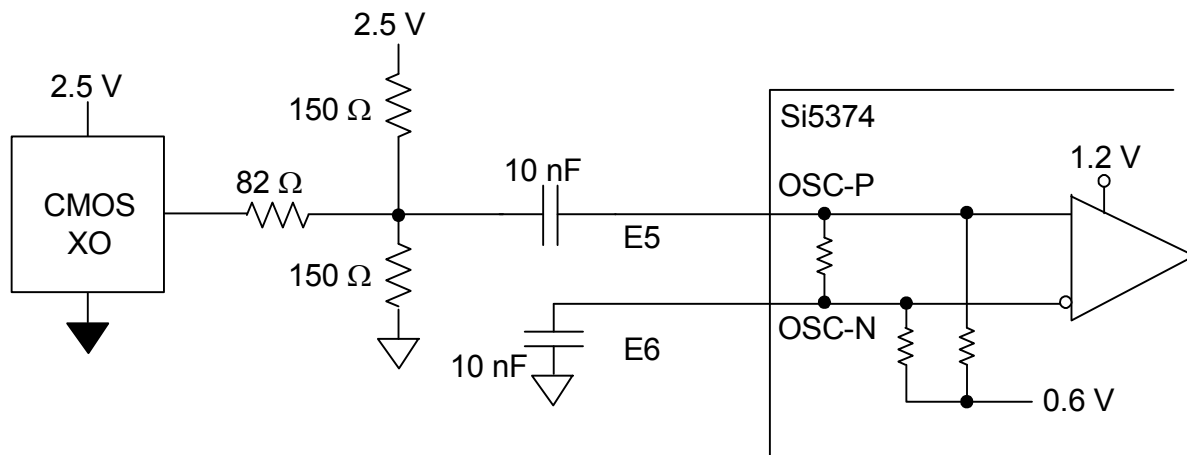 2.5 V
2.5 V
150 Ω
Si5374
1.2 V
10 nF
OSC-P
82 Ω
CMOS
XO
E5
150 Ω
OSC-N
E6
10 nF
0.6 V